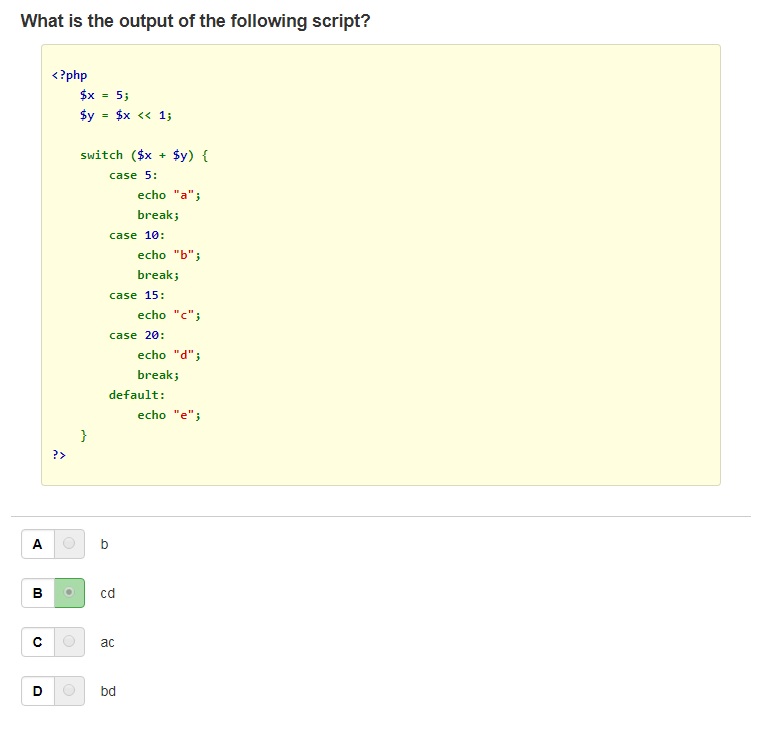 What is the output of the following script?
<?php
    $x = 5;
    $y = $x << 1;
    switch ($x + $y) {
        case 5:
            echo "a";
            break;
        case 10:
            echo "b";
            break;
        case 15:
            echo "c";
        case 20:
            echo "d";
            break;
        default:
            echo "e";
    }
?>
A b
B cd
C ac
D bd